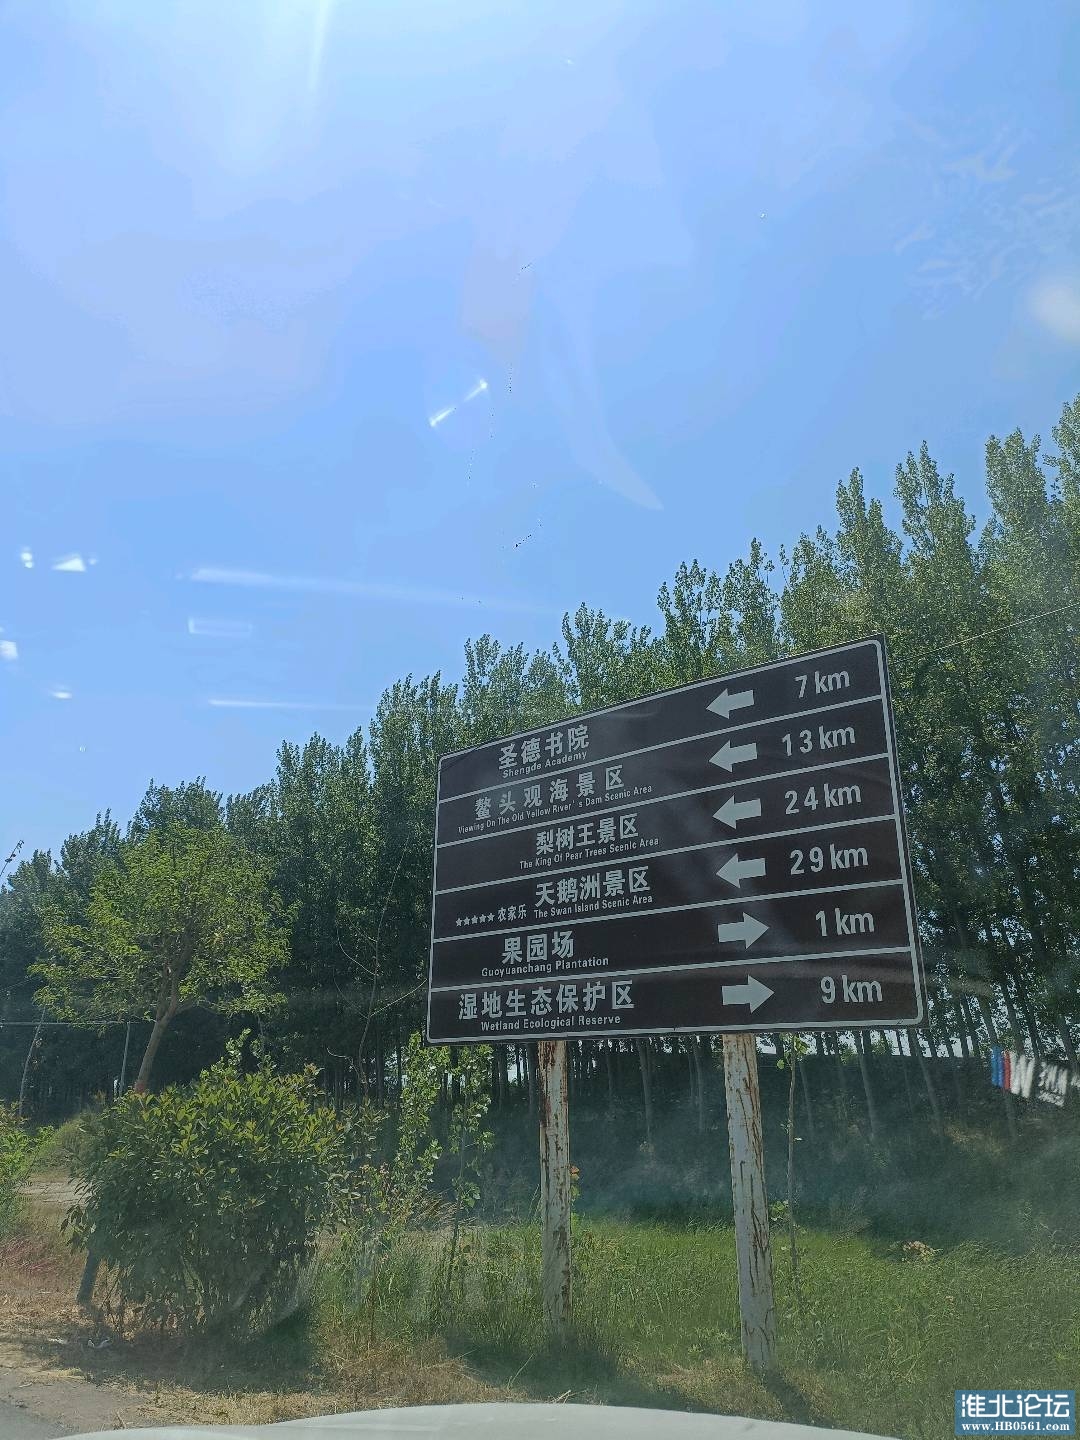 圣德书院 ← 7 km
Shengde Academy
鳌头观海景区 ← 13 km
Viewing On The Old Yellow River's Dam Scenic Area
梨树王景区 ← 24 km
The King Of Pear Trees Scenic Area
天鹅洲景区 ← 29 km
★★★★★ 农家乐 The Swan Island Scenic Area
果园场 → 1 km
Guoyuanchang Plantation
湿地生态保护区 → 9 km
Wetland Ecological Reserve
淮北论坛
WWW.HB0561.COM